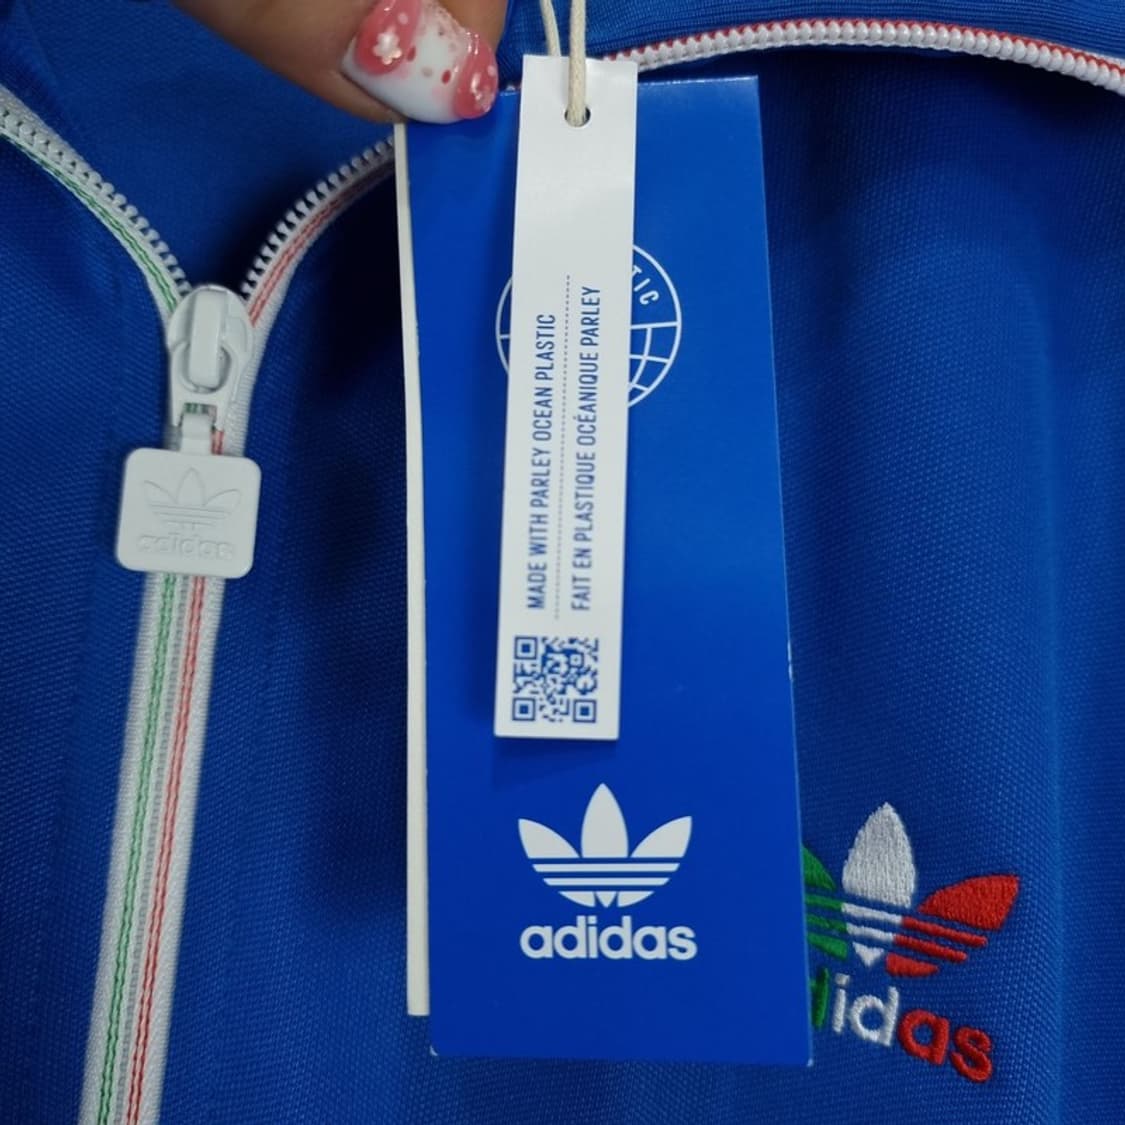 MADE WITH PARLEY OCEAN PLASTIC
FAIT EN PLASTIQUE OCÉANIQUE PARLEY
adidas
adidas